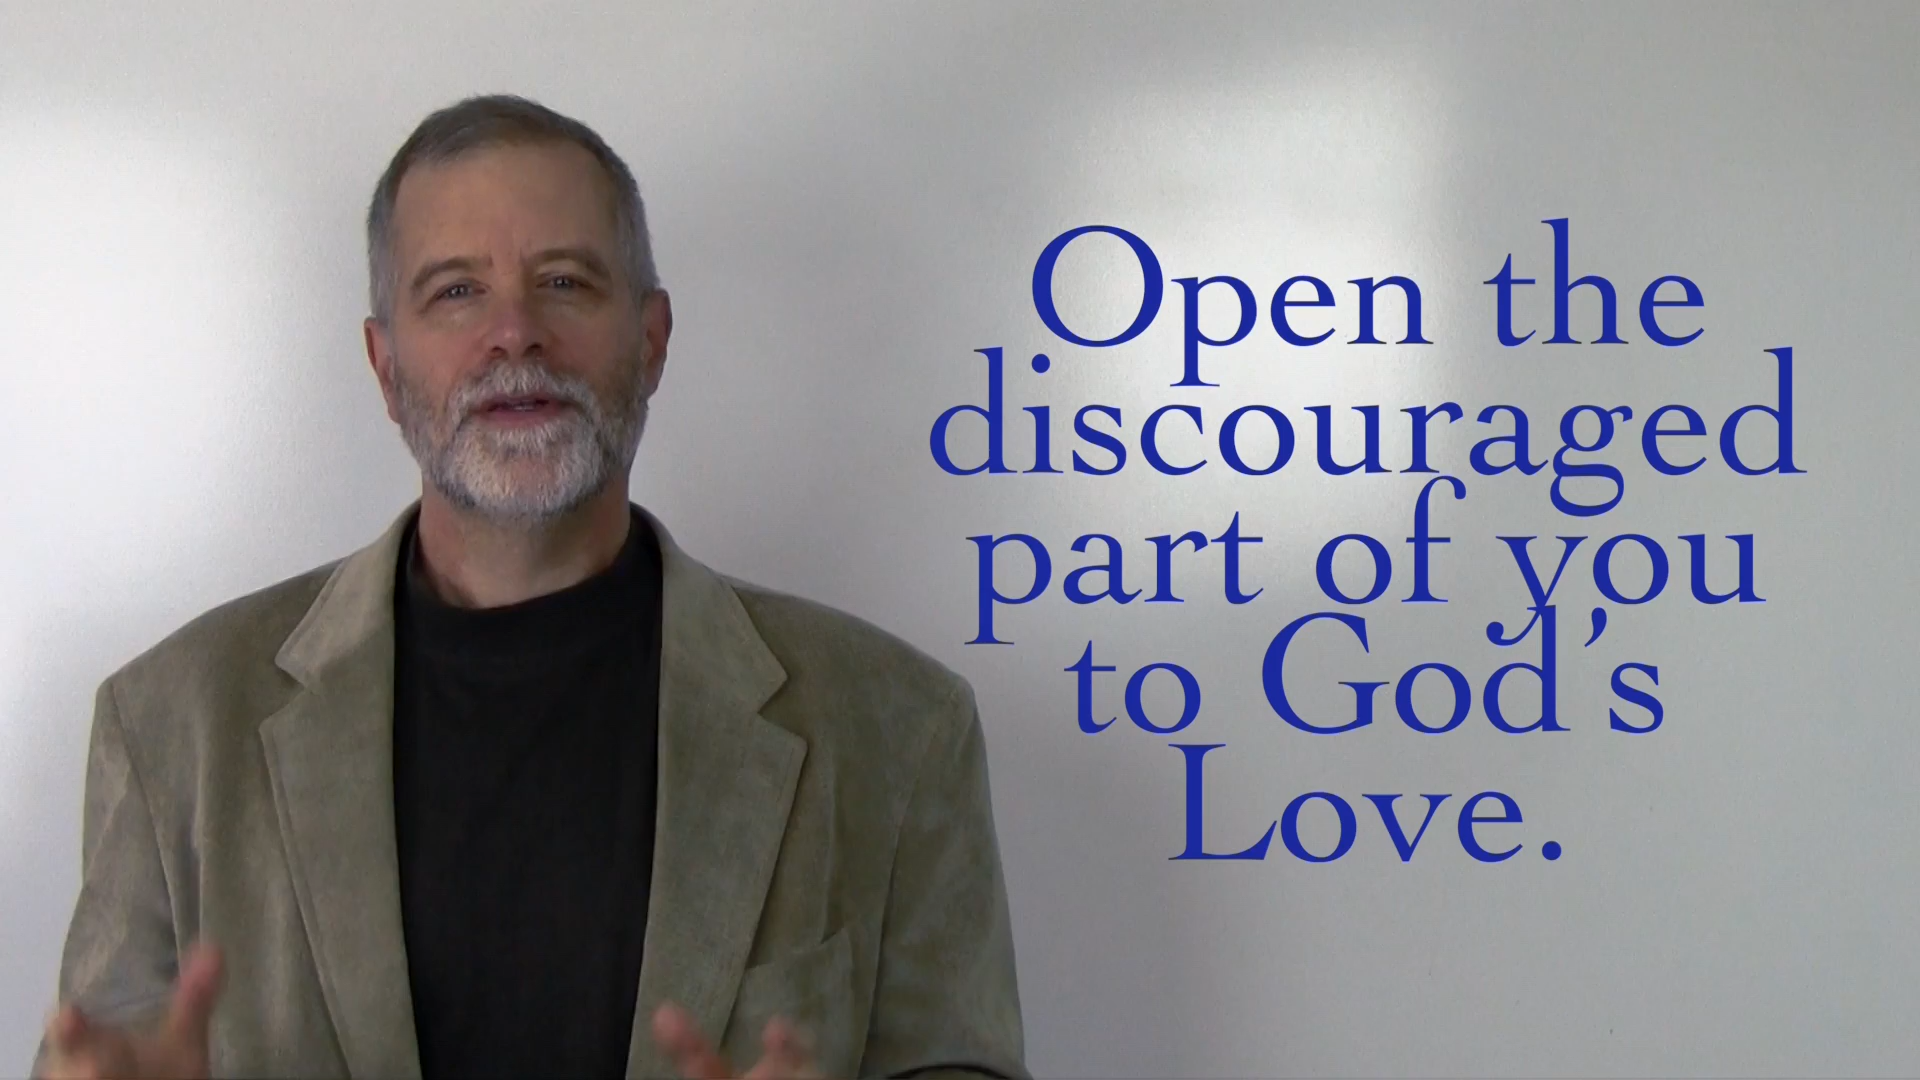 Open the
discouraged
part of you
to God’s
Love.